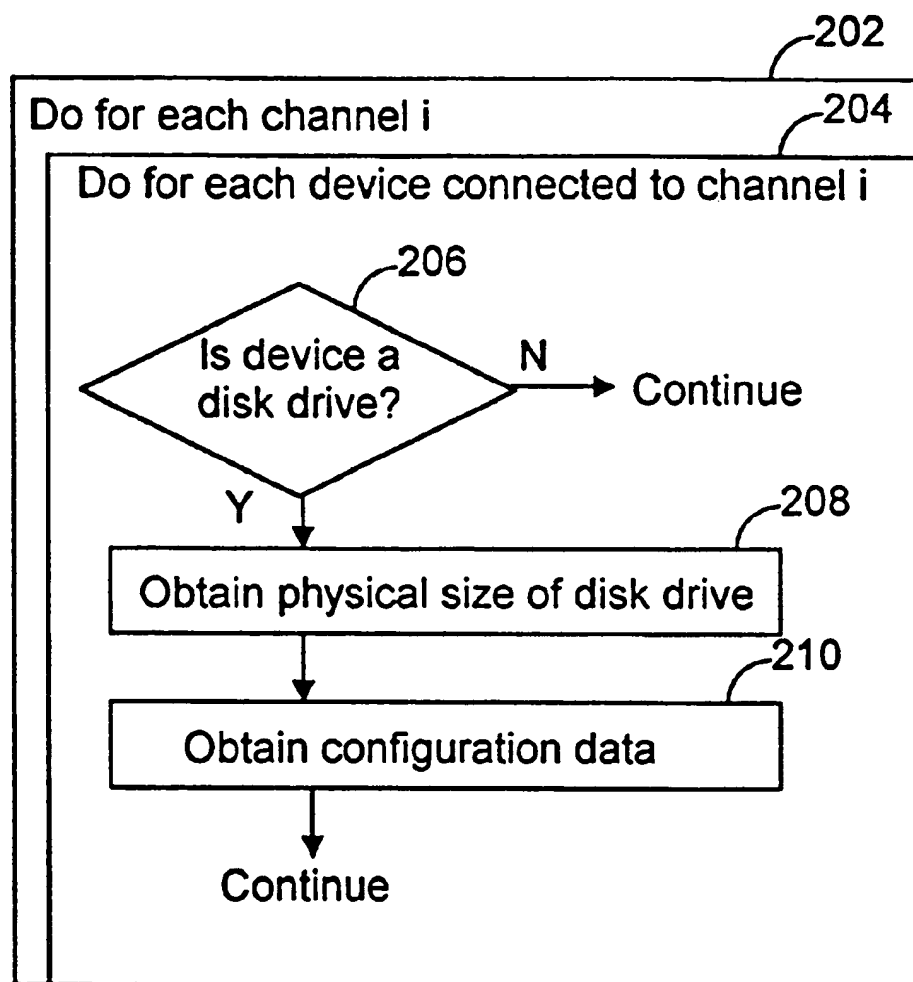 202
Do for each channel i
204
Do for each device connected to channel i
206
Is device a
disk drive?
N
Continue
Y
208
Obtain physical size of disk drive
210
Obtain configuration data
Continue